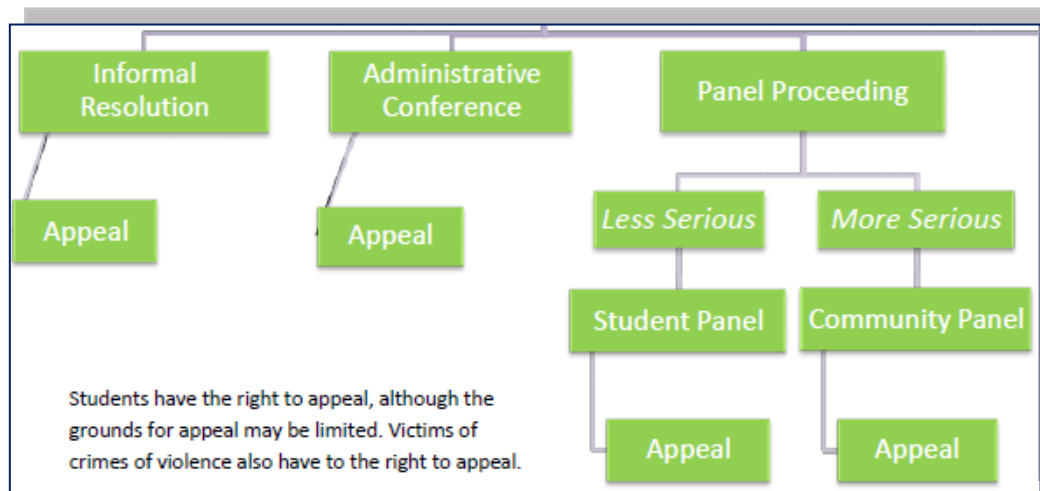 Informal
Resolution
Administrative
Conference
Panel Proceeding
Appeal
Appeal
Less Serious
More Serious
Student Panel
Community Panel
Students have the right to appeal, although the
grounds for appeal may be limited. Victims of
crimes of violence also have to the right to appeal.
Appeal
Appeal